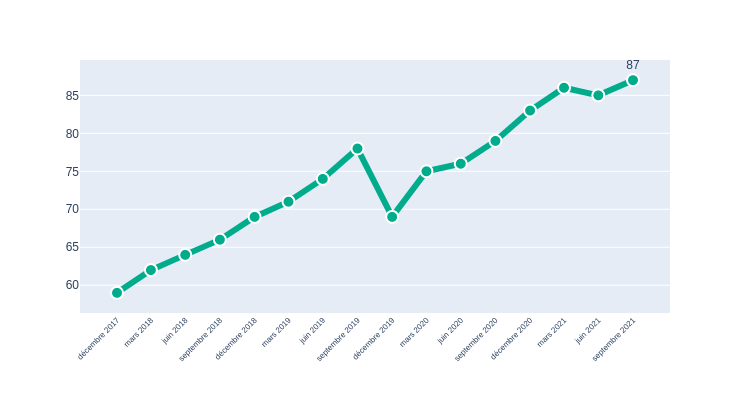 87
85
80
75
70
65
60
décembre 2017
mars 2018
juin 2018
septembre 2018
décembre 2018
mars 2019
juin 2019
septembre 2019
décembre 2019
mars 2020
juin 2020
septembre 2020
décembre 2020
mars 2021
juin 2021
septembre 2021